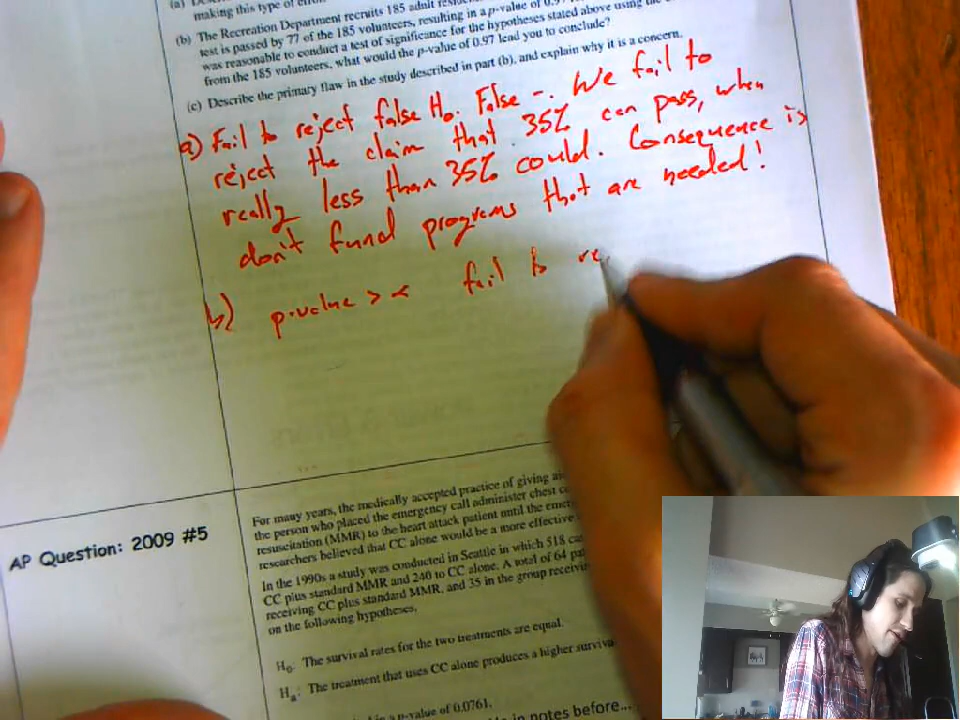 making this type of
(b) The Recreation Department recruits 185 adult
test is passed by 77 of the 185 volunteers, resulting in a p-value of 0.97
was reasonable to conduct a test of significance for the hypotheses stated above using the
from the 185 volunteers, what would the p-value of 0.97 lead you to conclude?
(c) Describe the primary flaw in the study described in part (b), and explain why it is a concern.
a) Fail to reject false H₀. False -. We fail to
reject the claim that 35% can pass, when
really less than 35% could. Consequence is
don't fund programs that are needed!
b) p-value > α fail to re
AP Question: 2009 #5
For many years, the medically accepted practice of giving
the person who placed the emergency call administer chest
resuscitation (MMR) to the heart attack patient until the
researchers believed that CC alone would be a more effective
In the 1990s a study was conducted in Seattle in which 518
CC plus standard MMR and 240 to CC alone. A total of 64
receiving CC plus standard MMR, and 35 in the group
on the following hypotheses.
H₀: The survival rates for the two treatments are equal.
Hₐ: The treatment that uses CC alone produces a higher
in a p-value of 0.0761.
in notes before...